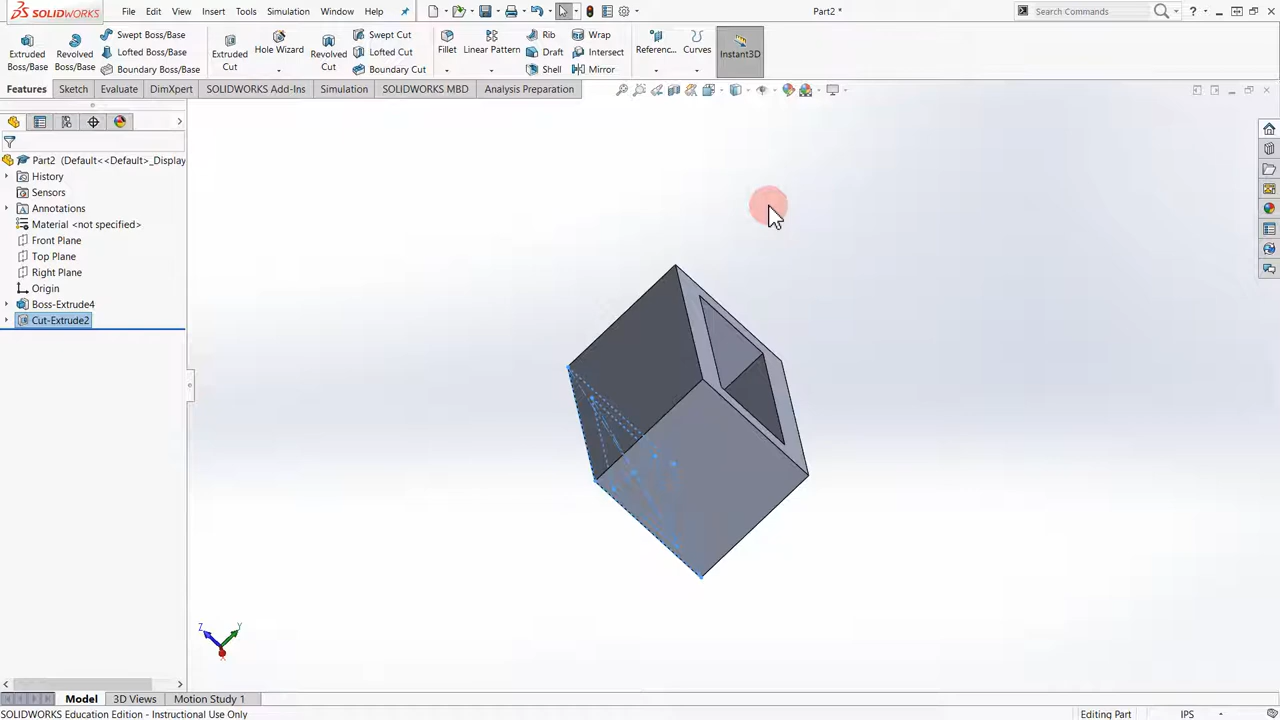 SOLIDWORKS File Edit View Insert Tools Simulation Window Help Part2 * Search Commands
Extruded Boss/Base Revolved Boss/Base Swept Boss/Base Lofted Boss/Base Boundary Boss/Base Extruded Cut Hole Wizard Revolved Cut Swept Cut Lofted Cut Boundary Cut Fillet Linear Pattern Rib Draft Shell Wrap Intersect Mirror Referenc... Curves Instant3D
Features Sketch Evaluate DimXpert SOLIDWORKS Add-Ins Simulation SOLIDWORKS MBD Analysis Preparation
Part2 (Default<<Default>_Display
History
Sensors
Annotations
Material <not specified>
Front Plane
Top Plane
Right Plane
Origin
Boss-Extrude4
Cut-Extrude2
Z Y
X
Model 3D Views Motion Study 1
SOLIDWORKS Education Edition - Instructional Use Only Editing Part IPS